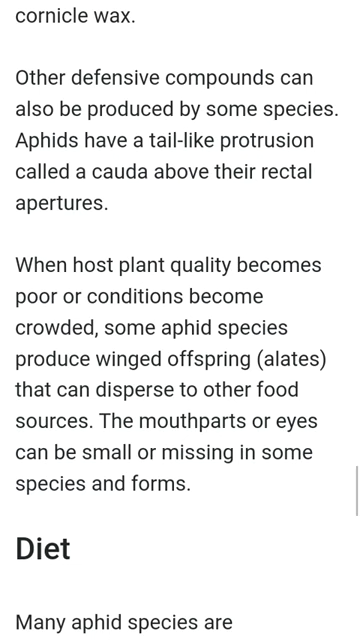 cornicle wax.
Other defensive compounds can
also be produced by some species.
Aphids have a tail-like protrusion
called a cauda above their rectal
apertures.
When host plant quality becomes
poor or conditions become
crowded, some aphid species
produce winged offspring (alates)
that can disperse to other food
sources. The mouthparts or eyes
can be small or missing in some
species and forms.
Diet
Many aphid species are